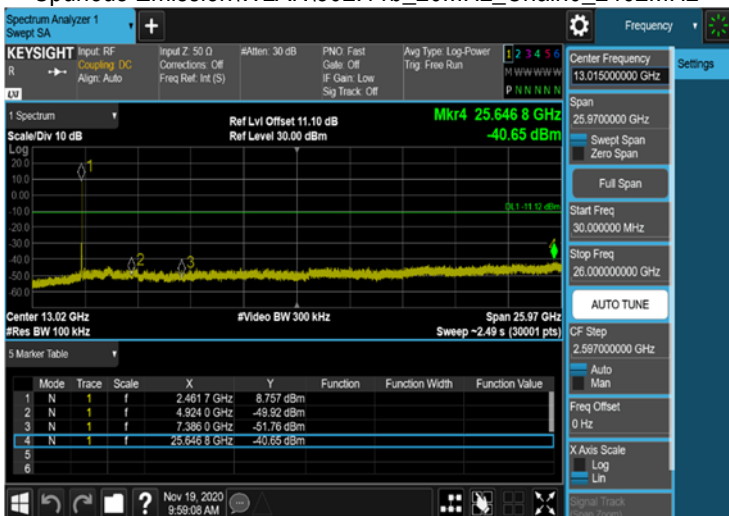 Spectrum Analyzer 1
Swept SA
Frequency
Settings
KEYSIGHT
R
LXI
Input: RF
Coupling: DC
Align: Auto
Input Z: 50 Ω
Corrections: Off
Freq Ref: Int (S)
#Atten: 30 dB
PNO: Fast
Gate: Off
IF Gain: Low
Sig Track: Off
Avg Type: Log-Power
Trig: Free Run
1 2 3 4 5 6
M W W W W W
P N N N N N
1 Spectrum
Scale/Div 10 dB
Ref Lvl Offset 11.10 dB
Ref Level 30.00 dBm
Mkr4 25.646 8 GHz
-40.65 dBm
Log
20.0
10.0
0.00
-10.0
-20.0
-30.0
-40.0
-50.0
-60.0
1
2
3
4
DL1 -11.12 dBm
Center 13.02 GHz
#Res BW 100 kHz
#Video BW 300 kHz
Span 25.97 GHz
Sweep ~2.49 s (30001 pts)
5 Marker Table
Mode Trace Scale X Y Function Function Width Function Value
1 N 1 f 2.461 7 GHz 8.757 dBm
2 N 1 f 4.924 0 GHz -49.92 dBm
3 N 1 f 7.386 0 GHz -51.76 dBm
4 N 1 f 25.646 8 GHz -40.65 dBm
5
6
Nov 19, 2020
9:59:08 AM
Center Frequency
13.015000000 GHz
Span
25.9700000 GHz
Swept Span
Zero Span
Full Span
Start Freq
30.000000 MHz
Stop Freq
26.000000000 GHz
AUTO TUNE
CF Step
2.597000000 GHz
Auto
Man
Freq Offset
0 Hz
X Axis Scale
Log
Lin
Signal Track
(Span Zoom)